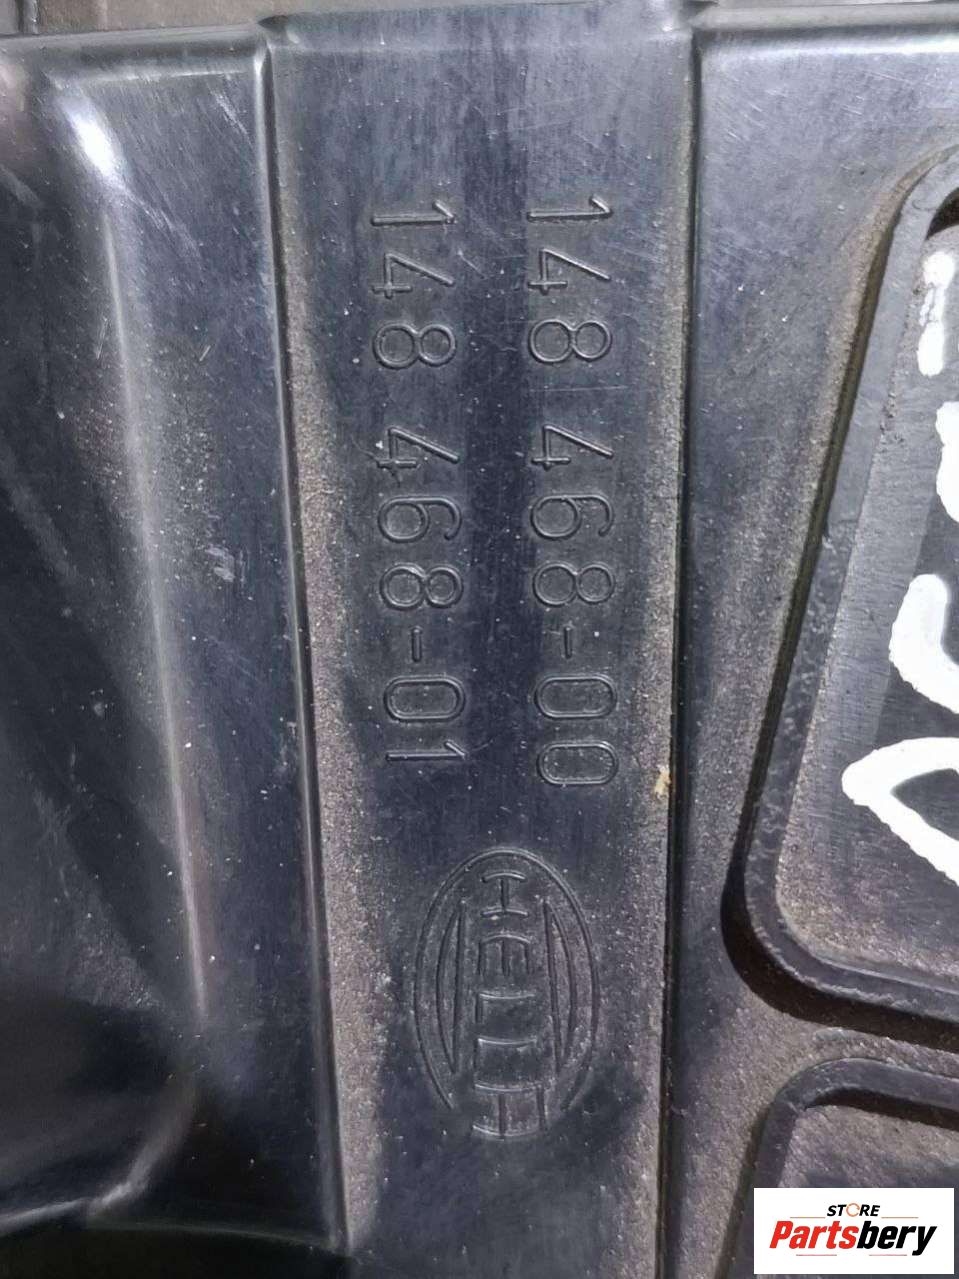 148 468-00
148 468-01
HELLA
STORE
Partsbery